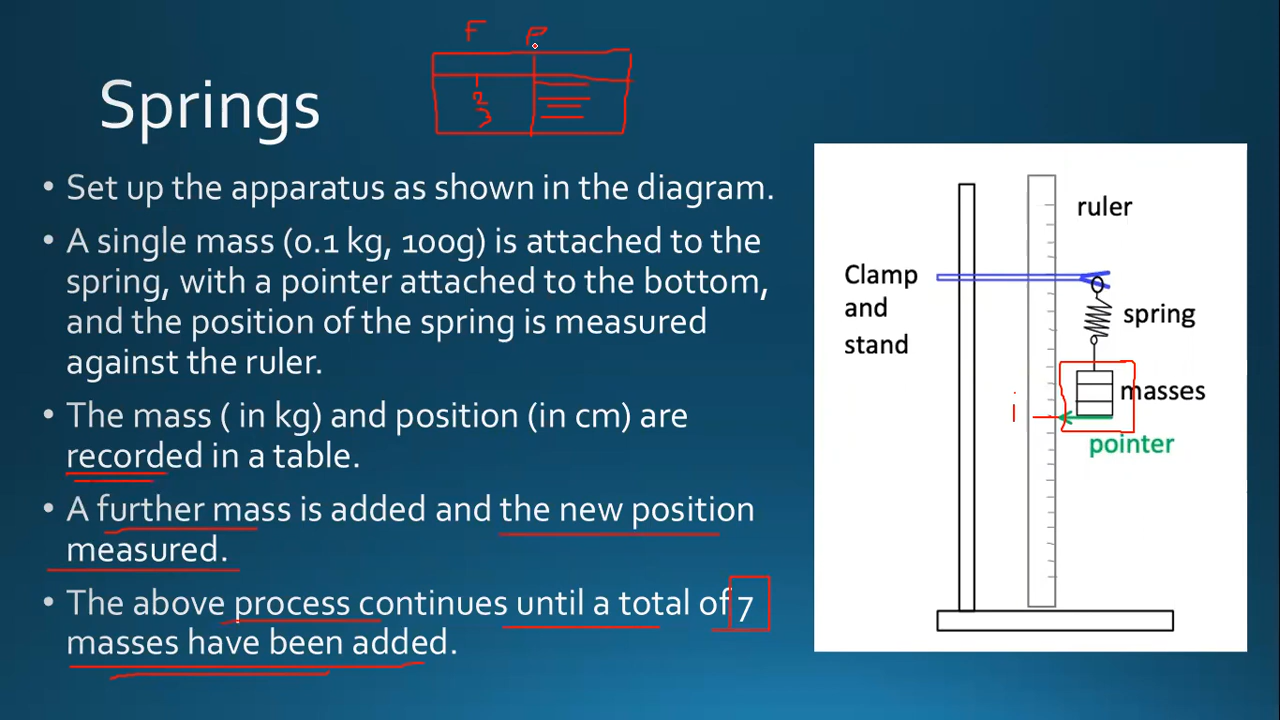 F P
Springs
1
2
3
• Set up the apparatus as shown in the diagram.
• A single mass (0.1 kg, 100g) is attached to the
spring, with a pointer attached to the bottom,
and the position of the spring is measured
against the ruler.
• The mass ( in kg) and position (in cm) are
recorded in a table.
• A further mass is added and the new position
measured.
• The above process continues until a total of 7
masses have been added.
ruler
Clamp
and
stand
spring
masses
pointer